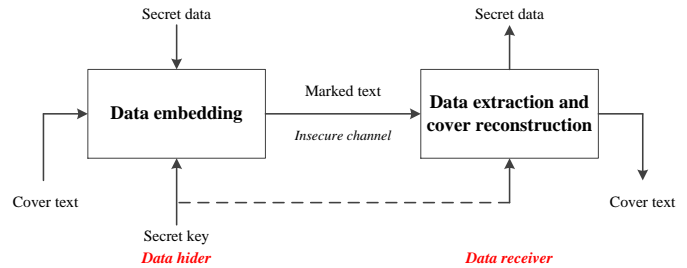 Secret data
Secret data
Data embedding
Marked text
Insecure channel
Data extraction and
cover reconstruction
Cover text
Cover text
Secret key
Data hider
Data receiver